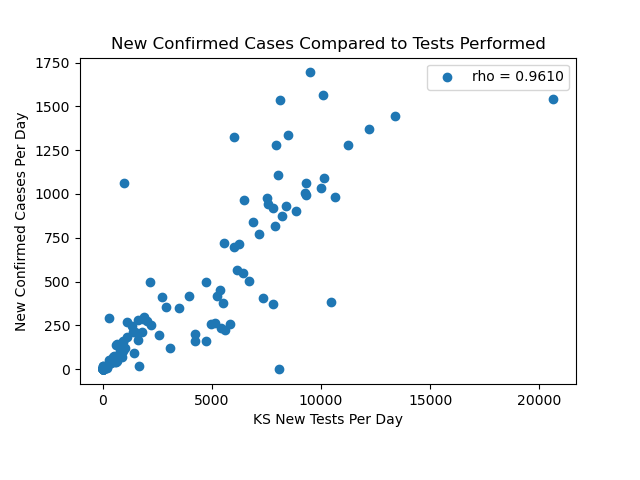 New Confirmed Cases Compared to Tests Performed
rho = 0.9610
1750
1500
1250
1000
750
500
250
0
New Confirmed Caeses Per Day
0 5000 10000 15000 20000
KS New Tests Per Day